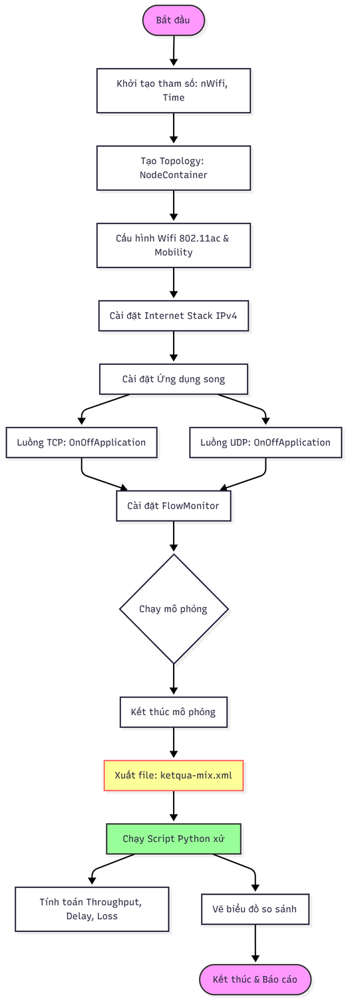 Bắt đầu
Khởi tạo tham số: nWifi,
Time
Tạo Topology:
NodeContainer
Cấu hình Wifi 802.11ac &
Mobility
Cài đặt Internet Stack IPv4
Cài đặt Ứng dụng song
Luồng TCP: OnOffApplication
Luồng UDP: OnOffApplication
Cài đặt FlowMonitor
Chạy mô phỏng
Kết thúc mô phỏng
Xuất file: ketqua-mix.xml
Chạy Script Python xử
Tính toán Throughput,
Delay, Loss
Vẽ biểu đồ so sánh
Kết thúc & Báo cáo